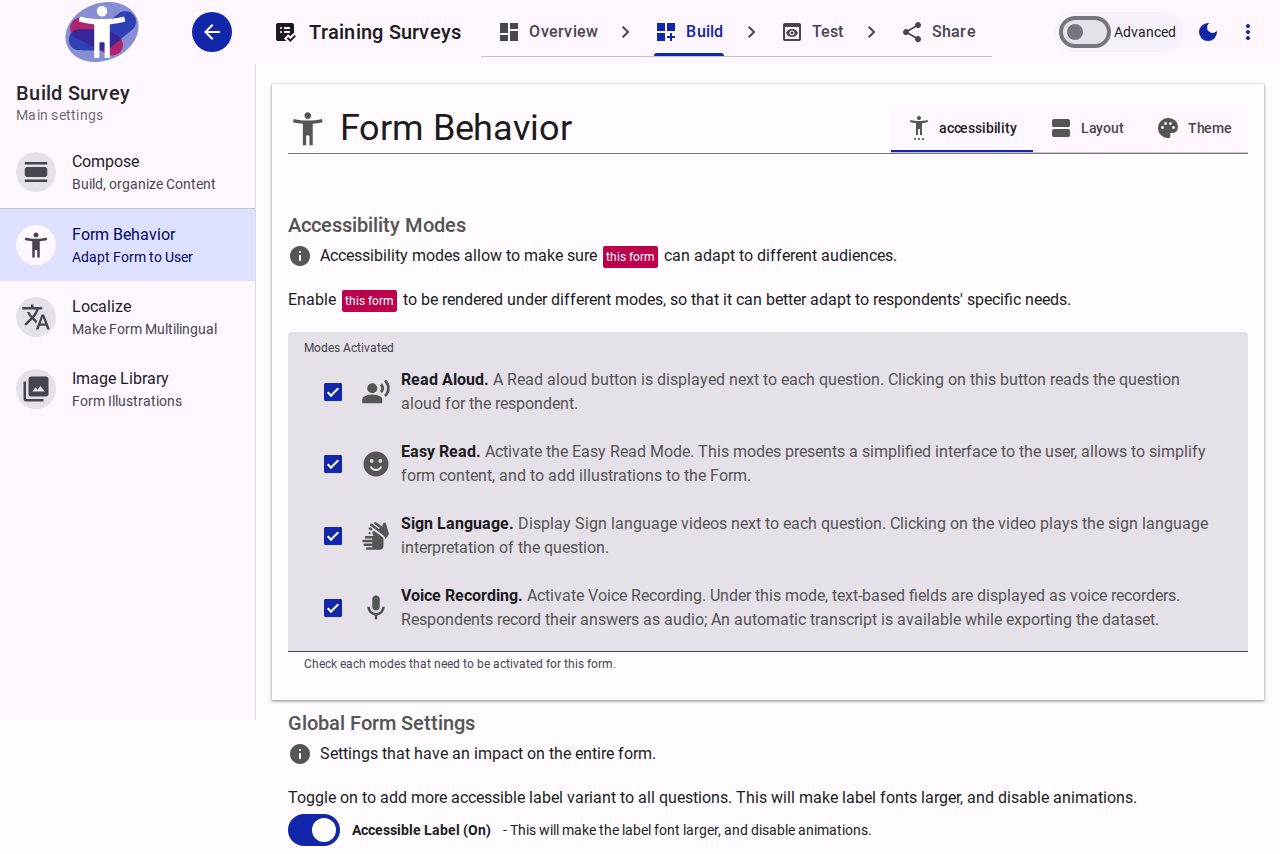 Training Surveys
Overview
Build
Test
Share
Advanced
Build Survey
Main settings
Compose
Build, organize Content
Form Behavior
Adapt Form to User
Localize
Make Form Multilingual
Image Library
Form Illustrations
Form Behavior
accessibility
Layout
Theme
Accessibility Modes
Accessibility modes allow to make sure this form can adapt to different audiences.
Enable this form to be rendered under different modes, so that it can better adapt to respondents' specific needs.
Modes Activated
Read Aloud. A Read aloud button is displayed next to each question. Clicking on this button reads the question
aloud for the respondent.
Easy Read. Activate the Easy Read Mode. This modes presents a simplified interface to the user, allows to simplify
form content, and to add illustrations to the Form.
Sign Language. Display Sign language videos next to each question. Clicking on the video plays the sign language
interpretation of the question.
Voice Recording. Activate Voice Recording. Under this mode, text-based fields are displayed as voice recorders.
Respondents record their answers as audio; An automatic transcript is available while exporting the dataset.
Check each modes that need to be activated for this form.
Global Form Settings
Settings that have an impact on the entire form.
Toggle on to add more accessible label variant to all questions. This will make label fonts larger, and disable animations.
Accessible Label (On) - This will make the label font larger, and disable animations.